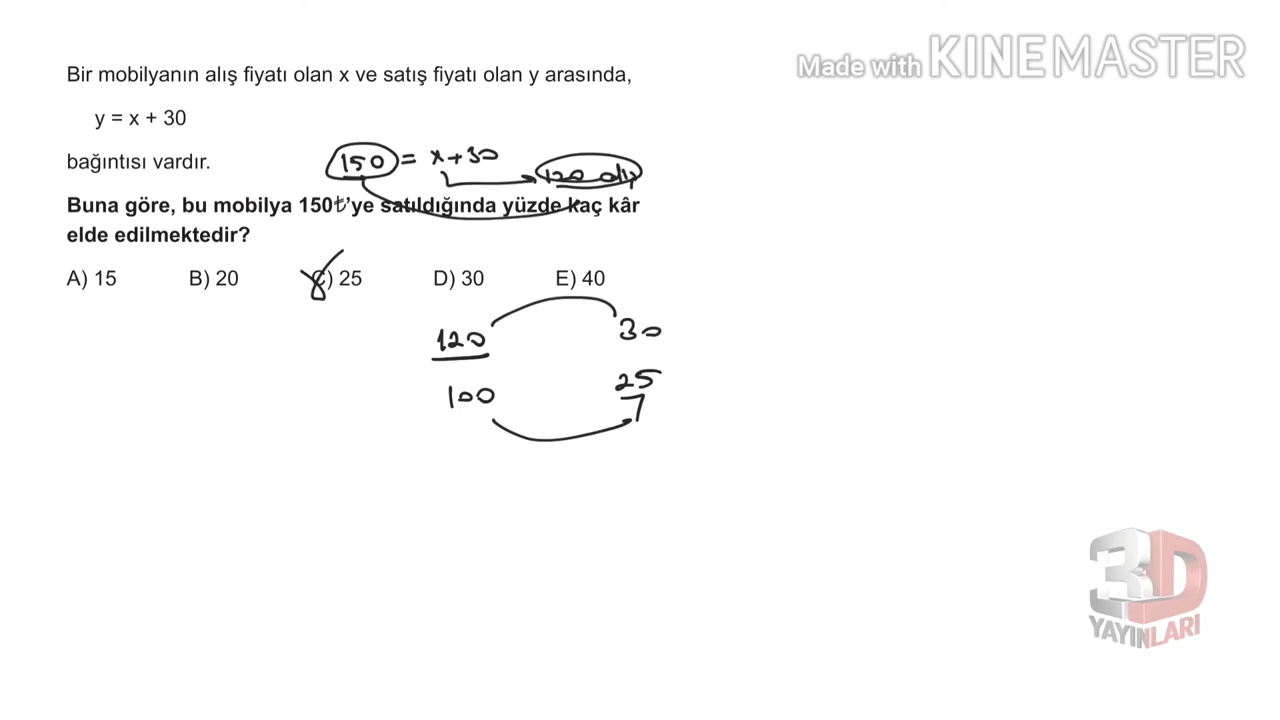 Made with KINEMASTER
Bir mobilyanın alış fiyatı olan x ve satış fiyatı olan y arasında,
y = x + 30
bağıntısı vardır.
150 = x+30
120 alış
Buna göre, bu mobilya 150₺'ye satıldığında yüzde kaç kâr
elde edilmektedir?
A) 15 B) 20 C) 25 D) 30 E) 40
120 30
100 25
3D
YAYINLARI